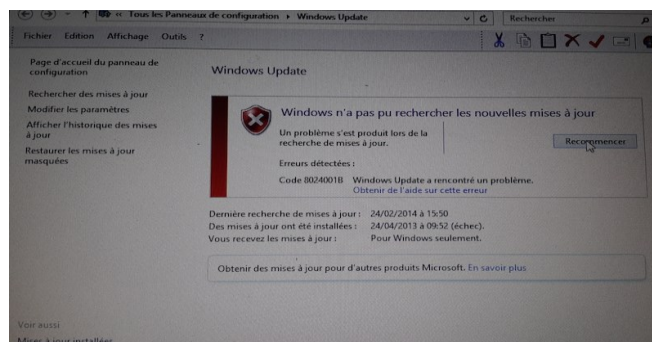 « Tous les Panneaux de configuration ▸ Windows Update
Rechercher
Fichier Edition Affichage Outils ?
Page d'accueil du panneau de
configuration
Rechercher des mises à jour
Modifier les paramètres
Afficher l'historique des mises
à jour
Restaurer les mises à jour
masquées
Windows Update
Windows n'a pas pu rechercher les nouvelles mises à jour
Un problème s'est
produit lors de la
recherche de mises
à jour.
Recommencer
Erreurs détectées :
Code 8024001B Windows Update a rencontré un problème.
Obtenir de l'aide sur cette erreur
Dernière recherche de mises à jour : 24/02/2014 à 15:50
Des mises à jour ont été installées : 24/04/2013 à 09:52 (échec).
Vous recevez les mises à jour : Pour Windows seulement.
Obtenir des mises à jour pour d'autres produits Microsoft. En savoir plus
Voir aussi
Mises à jour installées